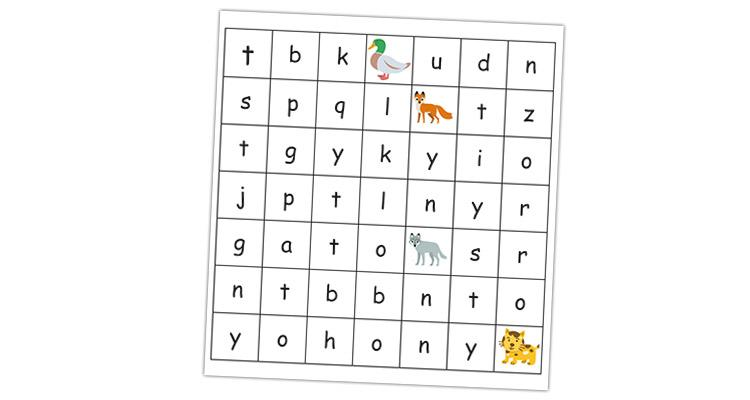 t b k u d n
s p q l t z
t g y k y i o
j p t l n y r
g a t o s r
n t b b n t o
y o h o n y